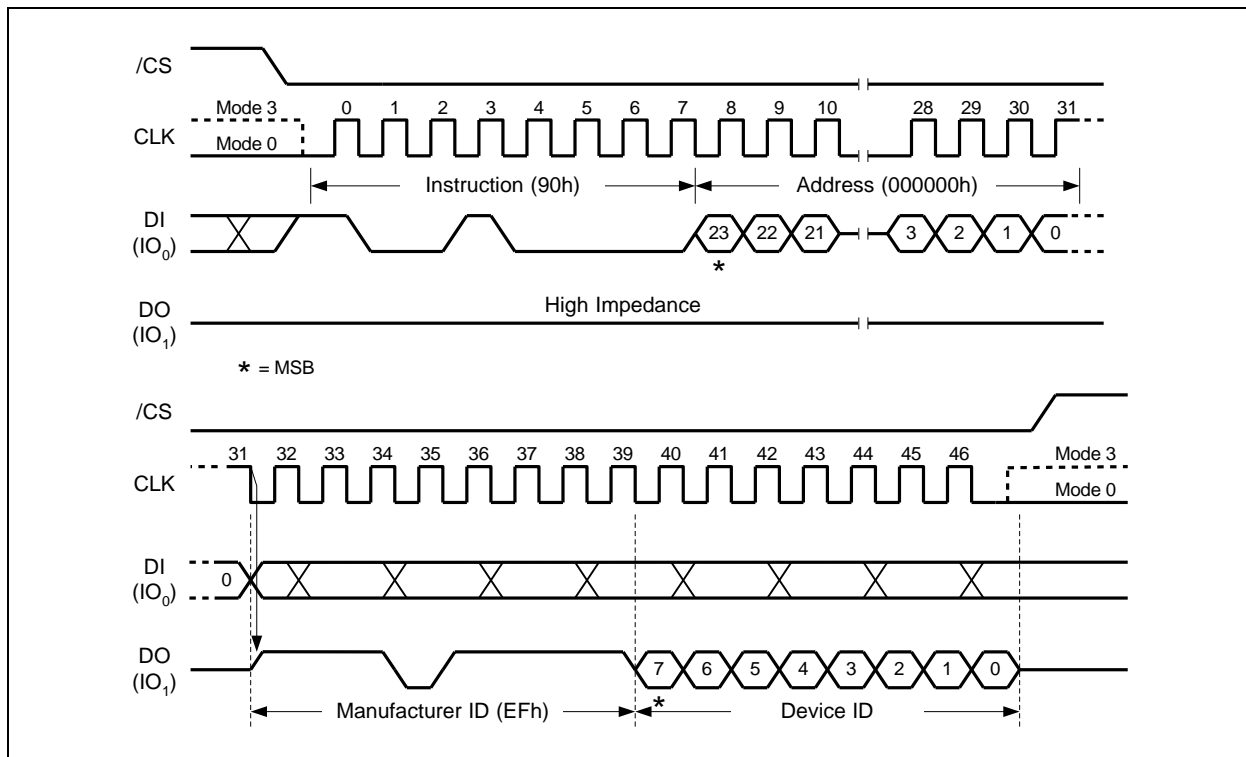 /CS
Mode 3 0 1 2 3 4 5 6 7 8 9 10 28 29 30 31
CLK
Mode 0
Instruction (90h) Address (000000h)
DI
(IO0) 23 22 21 3 2 1 0
*
DO High Impedance
(IO1)
* = MSB
/CS
31 32 33 34 35 36 37 38 39 40 41 42 43 44 45 46 Mode 3
CLK
Mode 0
DI
(IO0) 0
DO
(IO1) 7 6 5 4 3 2 1 0
*
Manufacturer ID (EFh) Device ID